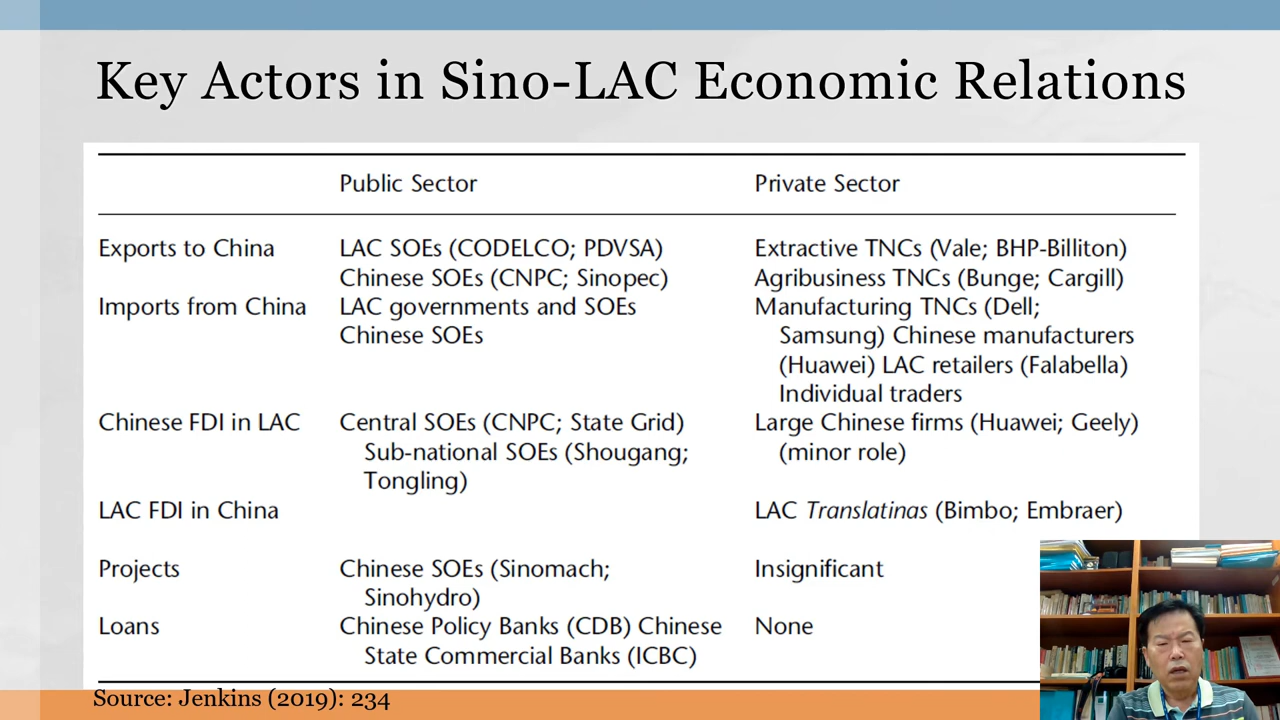 Key Actors in Sino-LAC Economic Relations
Public Sector
Private Sector
Exports to China
LAC SOEs (CODELCO; PDVSA)
Extractive TNCs (Vale; BHP-Billiton)
Chinese SOEs (CNPC; Sinopec)
Agribusiness TNCs (Bunge; Cargill)
Imports from China
LAC governments and SOEs
Manufacturing TNCs (Dell;
Chinese SOEs
Samsung) Chinese manufacturers
(Huawei) LAC retailers (Falabella)
Individual traders
Chinese FDI in LAC
Central SOEs (CNPC; State Grid)
Large Chinese firms (Huawei; Geely)
Sub-national SOEs (Shougang;
(minor role)
Tongling)
LAC FDI in China
LAC Translatinas (Bimbo; Embraer)
Projects
Chinese SOEs (Sinomach;
Insignificant
Sinohydro)
Loans
Chinese Policy Banks (CDB) Chinese
None
State Commercial Banks (ICBC)
Source: Jenkins (2019): 234